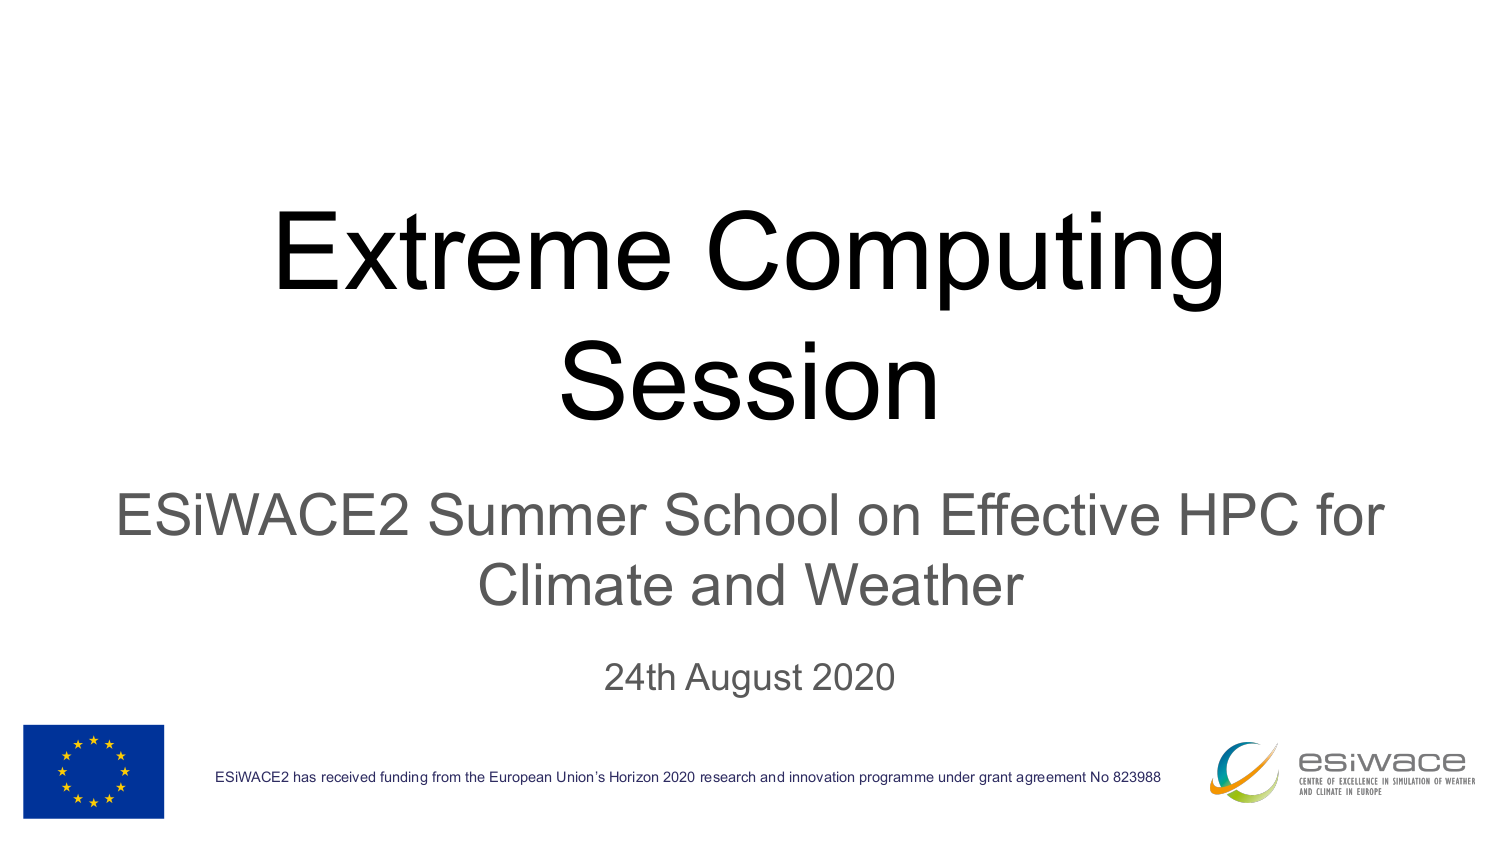 Extreme Computing
Session
ESiWACE2 Summer School on Effective HPC for
Climate and Weather
24th August 2020
ESiWACE2 has received funding from the European Union’s Horizon 2020 research and innovation programme under grant agreement No 823988
esiwace
CENTRE OF EXCELLENCE IN SIMULATION OF WEATHER
AND CLIMATE IN EUROPE